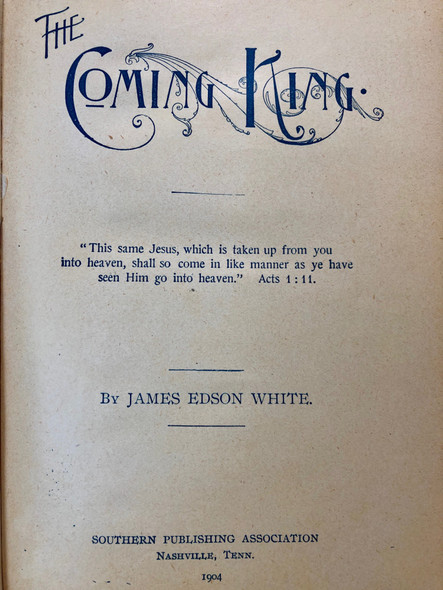 THE
COMING KING.
"This same Jesus, which is taken up from you
into heaven, shall so come in like manner as ye have
seen Him go into heaven." Acts 1:11.
BY JAMES EDSON WHITE.
SOUTHERN PUBLISHING ASSOCIATION
NASHVILLE, TENN.
1904